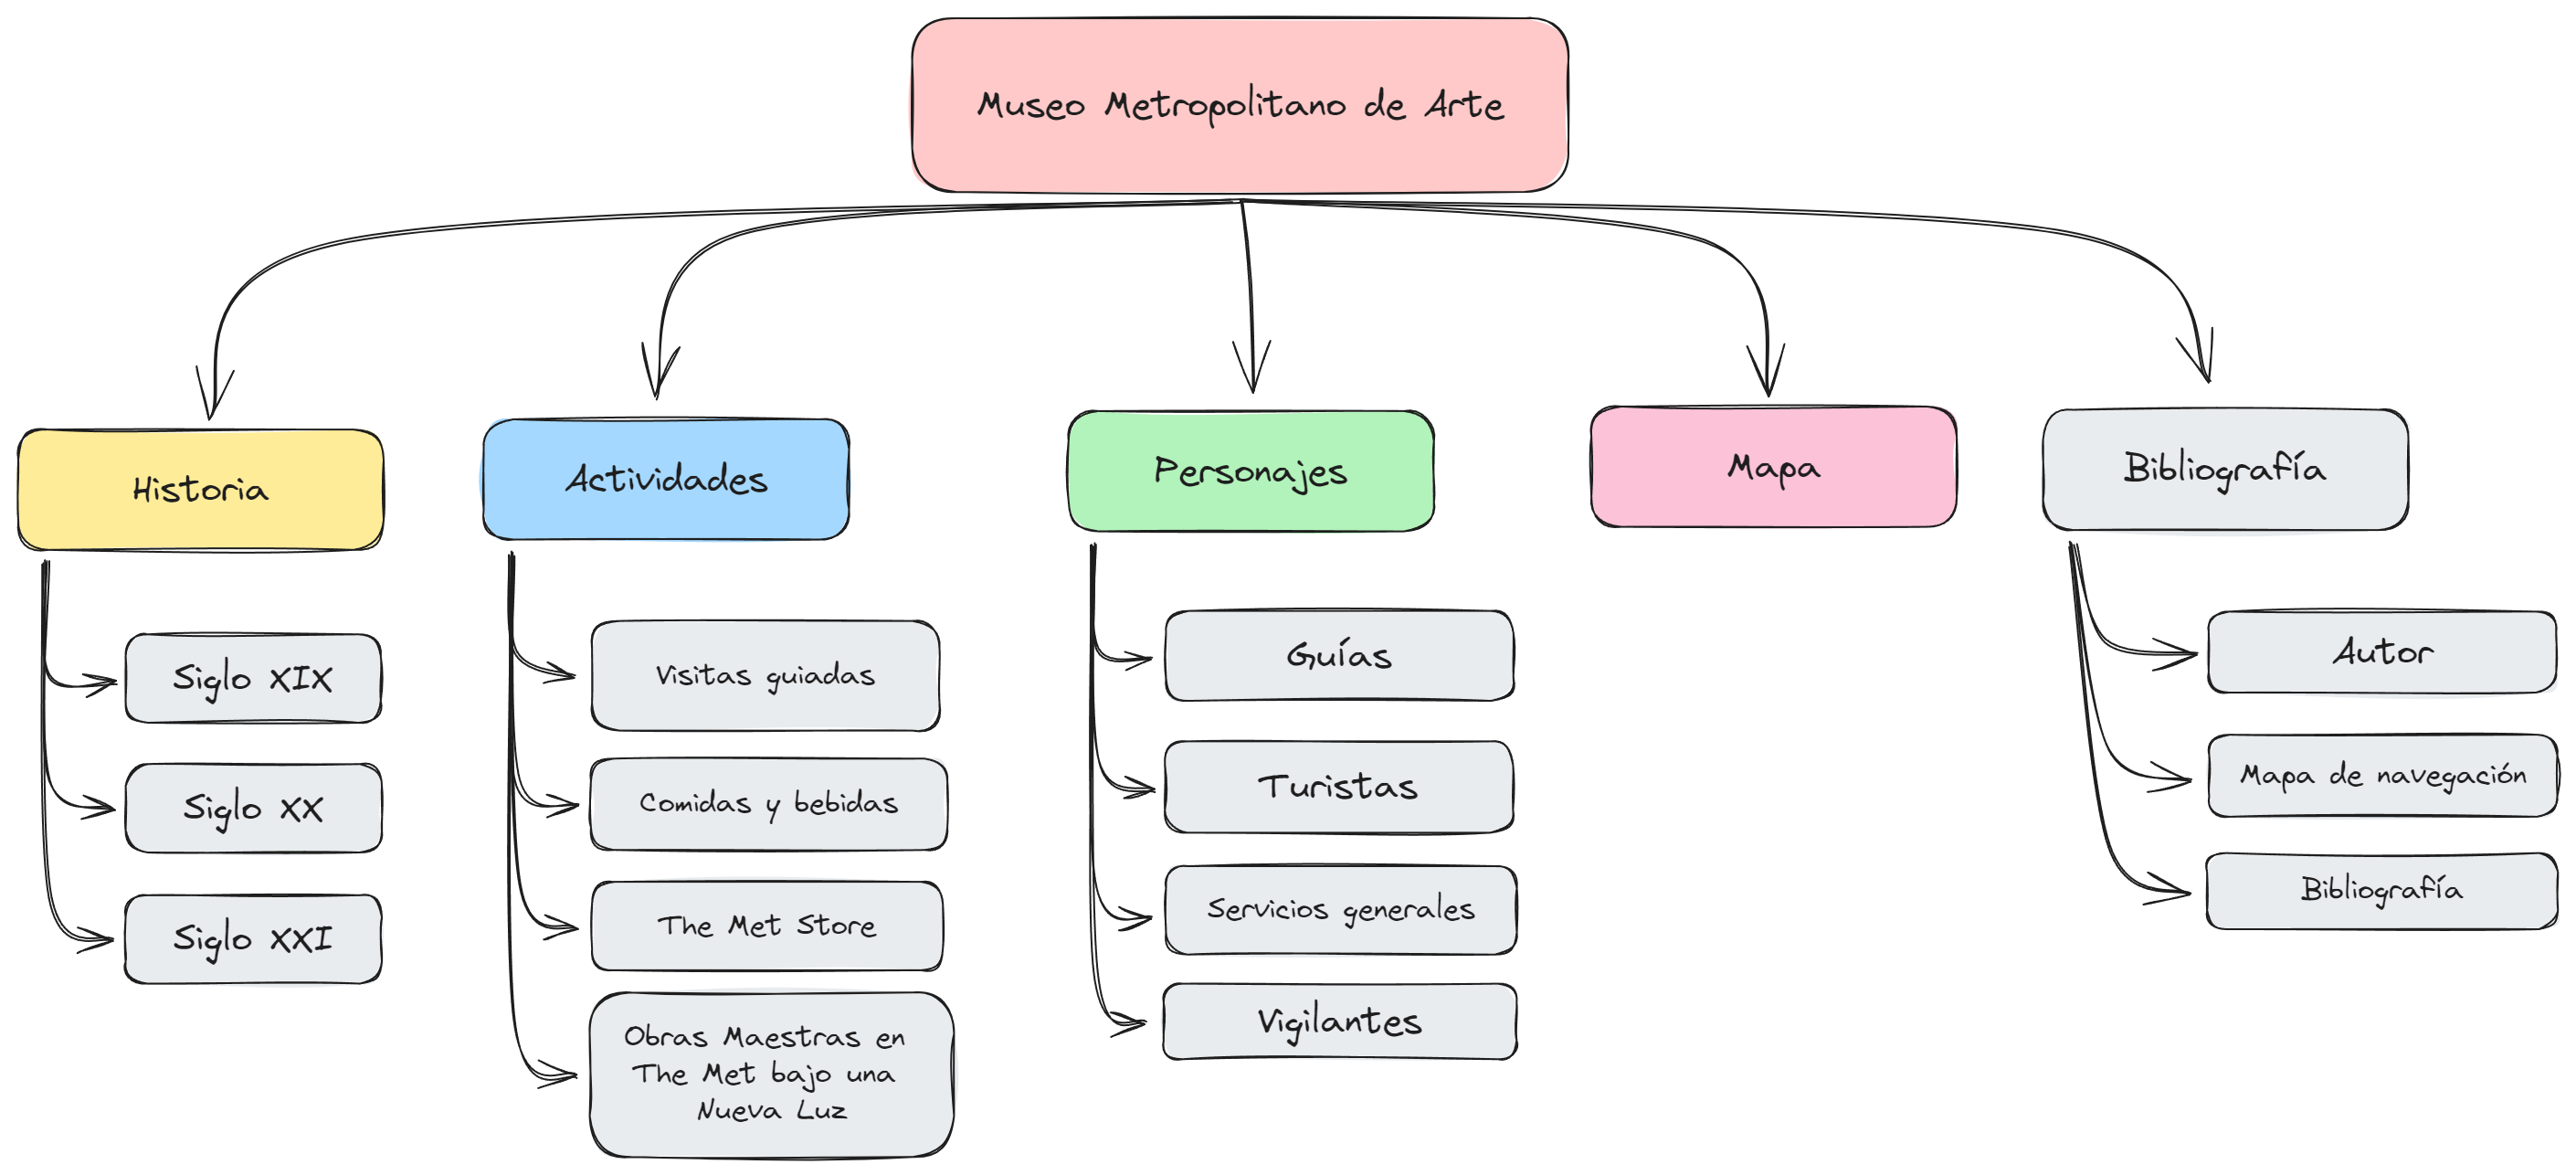 Museo Metropolitano de Arte
Historia
Siglo XIX
Siglo XX
Siglo XXI
Actividades
Visitas guiadas
Comidas y bebidas
The Met Store
Obras Maestras en
The Met bajo una
Nueva Luz
Personajes
Guías
Turistas
Servicios generales
Vigilantes
Mapa
Bibliografía
Autor
Mapa de navegación
Bibliografía